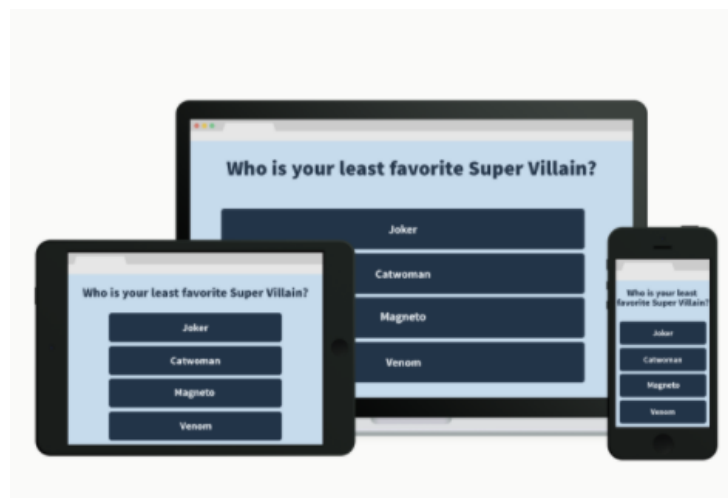 Who is your least favorite Super Villain?
Joker
Catwoman
Magneto
Venom
Who is your least favorite Super Villain?
Joker
Catwoman
Magneto
Venom
Who is your least
favorite Super Villain?
Joker
Catwoman
Magneto
Venom